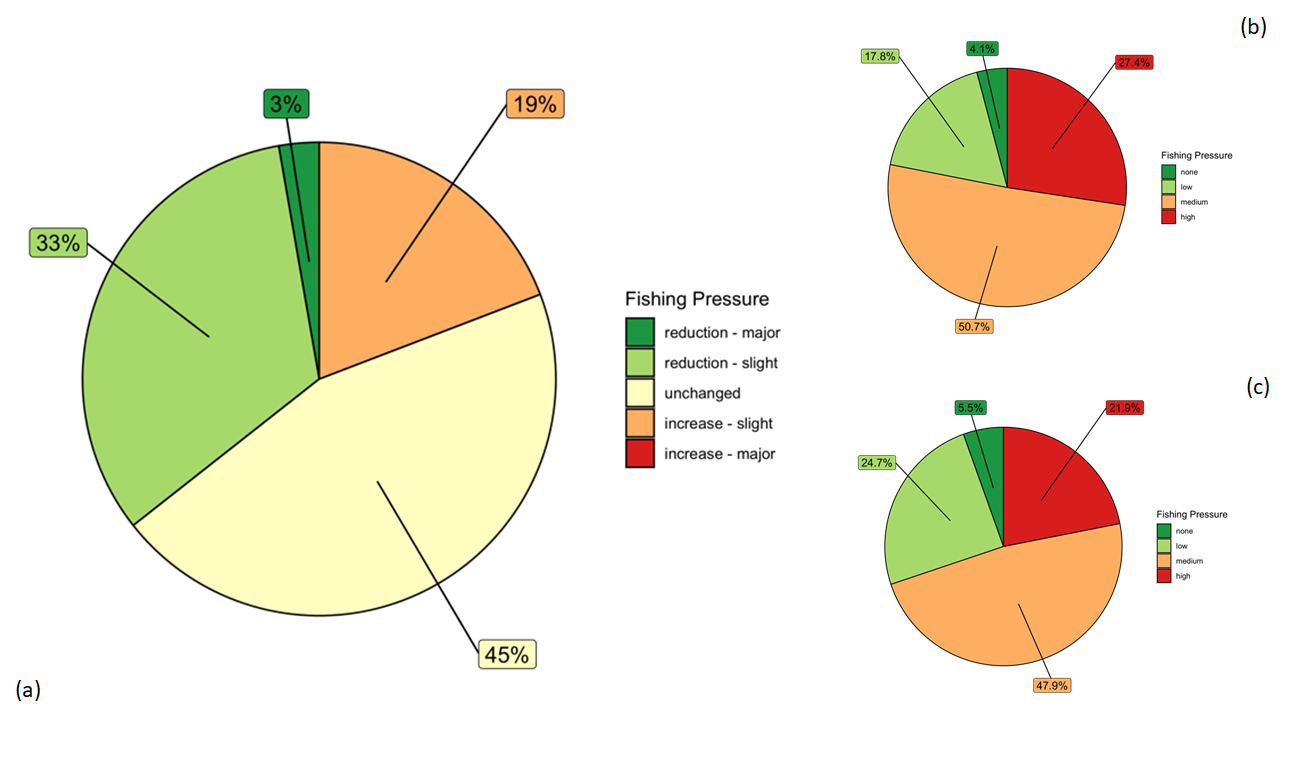 3%
19%
33%
45%
(a)
Fishing Pressure
reduction - major
reduction - slight
unchanged
increase - slight
increase - major
(b)
17.8%
4.1%
27.4%
50.7%
Fishing Pressure
none
low
medium
high
(c)
5.5%
21.9%
24.7%
47.9%
Fishing Pressure
none
low
medium
high